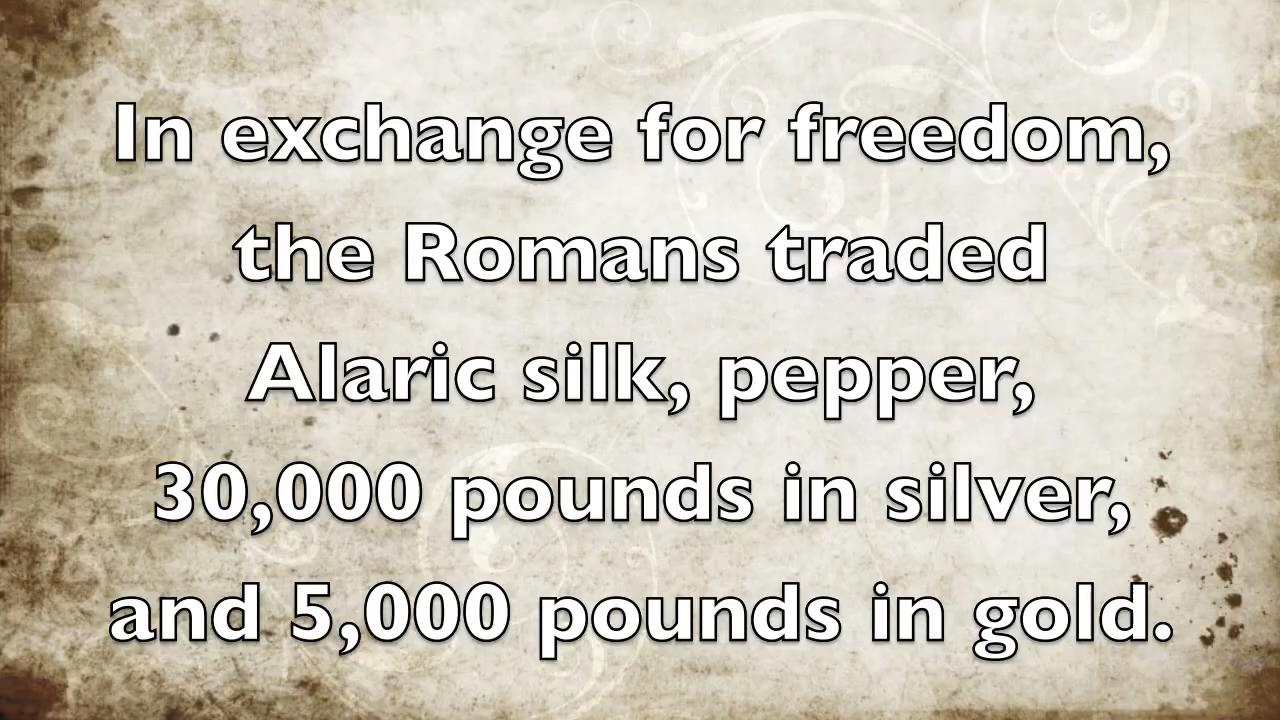 In exchange for freedom,
the Romans traded
Alaric silk, pepper,
30,000 pounds in silver,
and 5,000 pounds in gold.